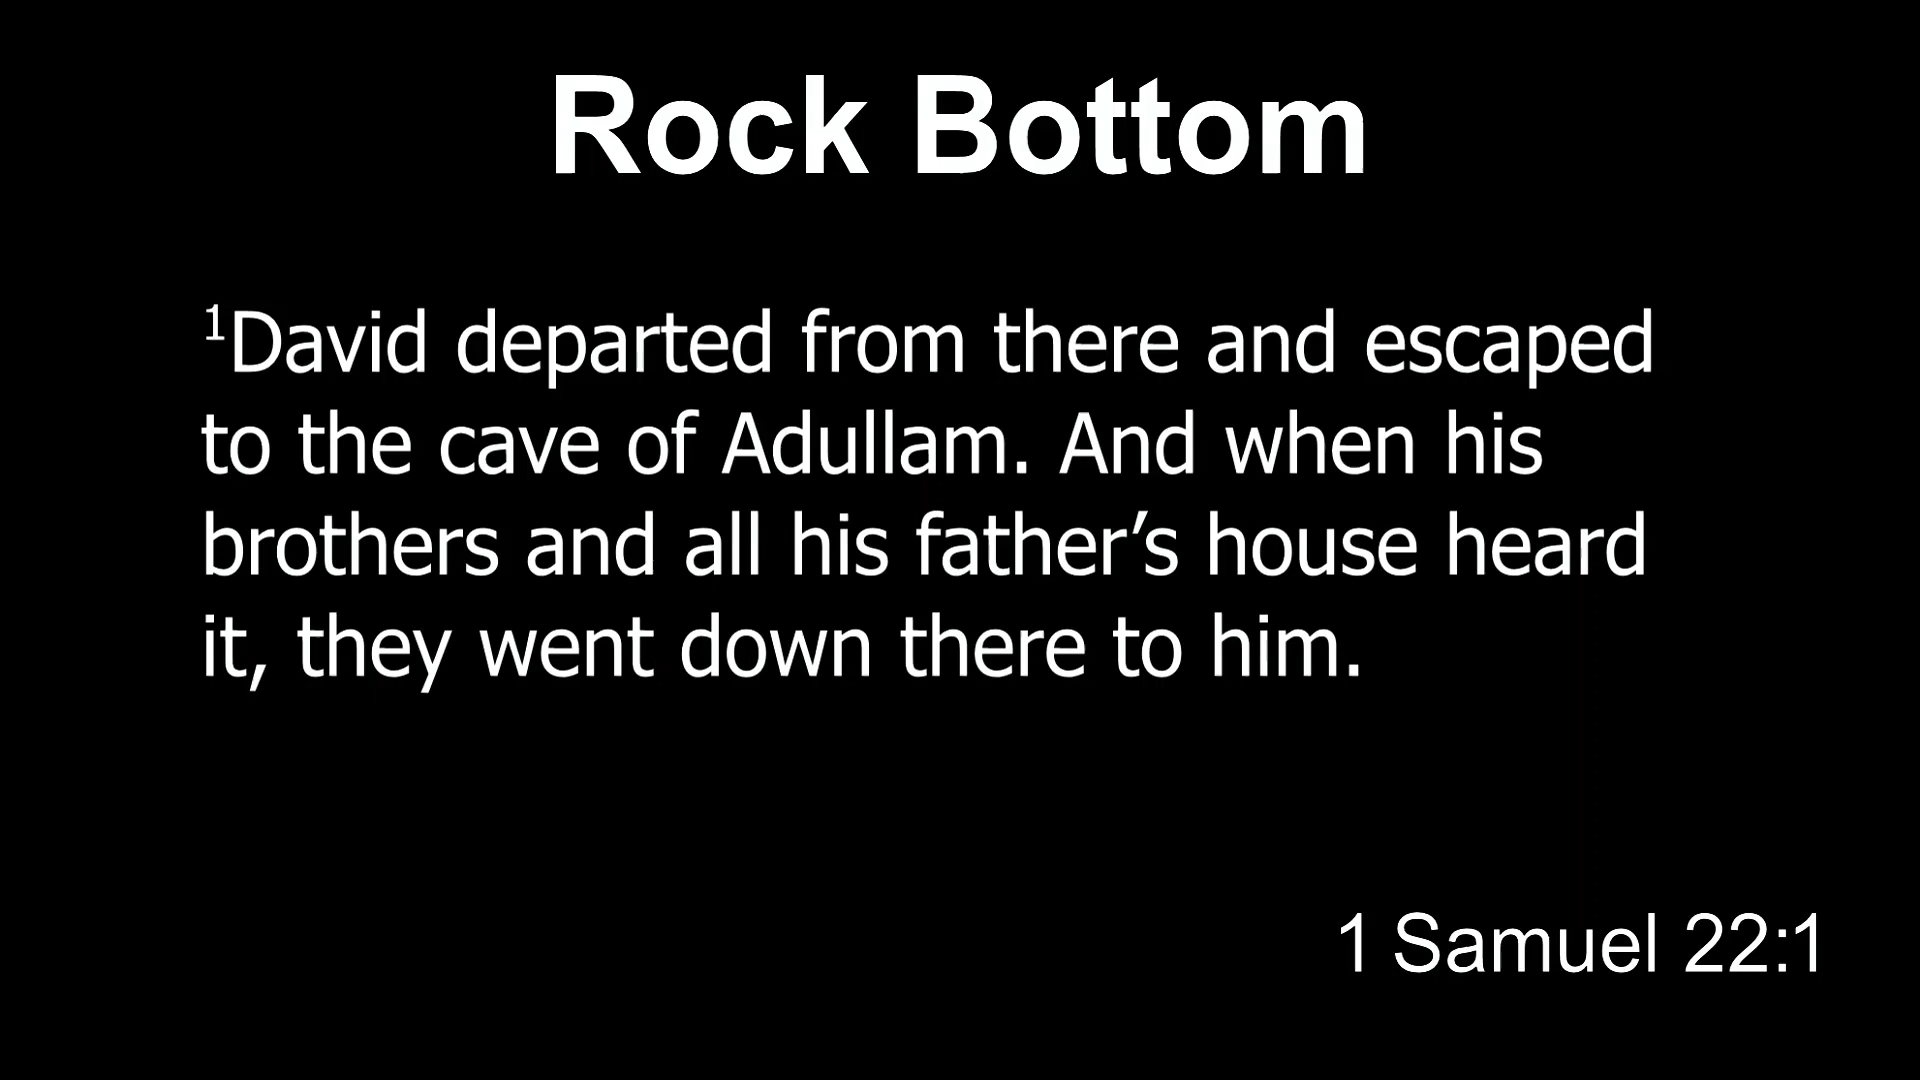 Rock Bottom
¹David departed from there and escaped
to the cave of Adullam. And when his
brothers and all his father’s house heard
it, they went down there to him.
1 Samuel 22:1